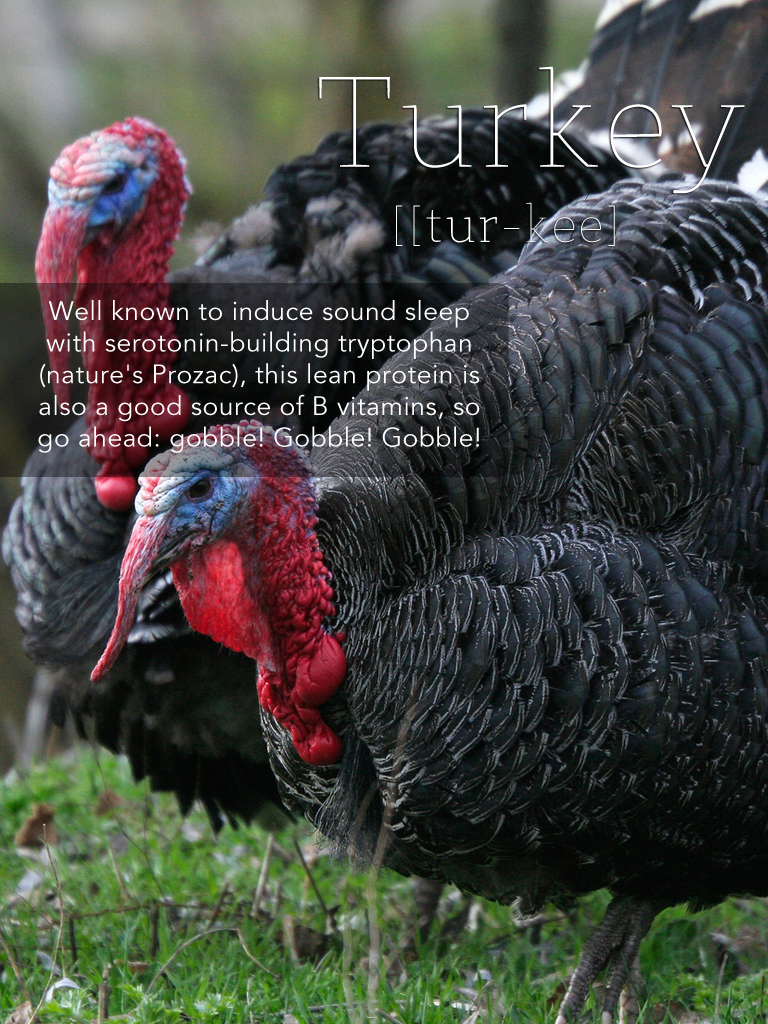 Turkey
[[tur-kee]
Well known to induce sound sleep
with serotonin-building tryptophan
(nature's Prozac), this lean protein is
also a good source of B vitamins, so
go ahead: gobble! Gobble! Gobble!